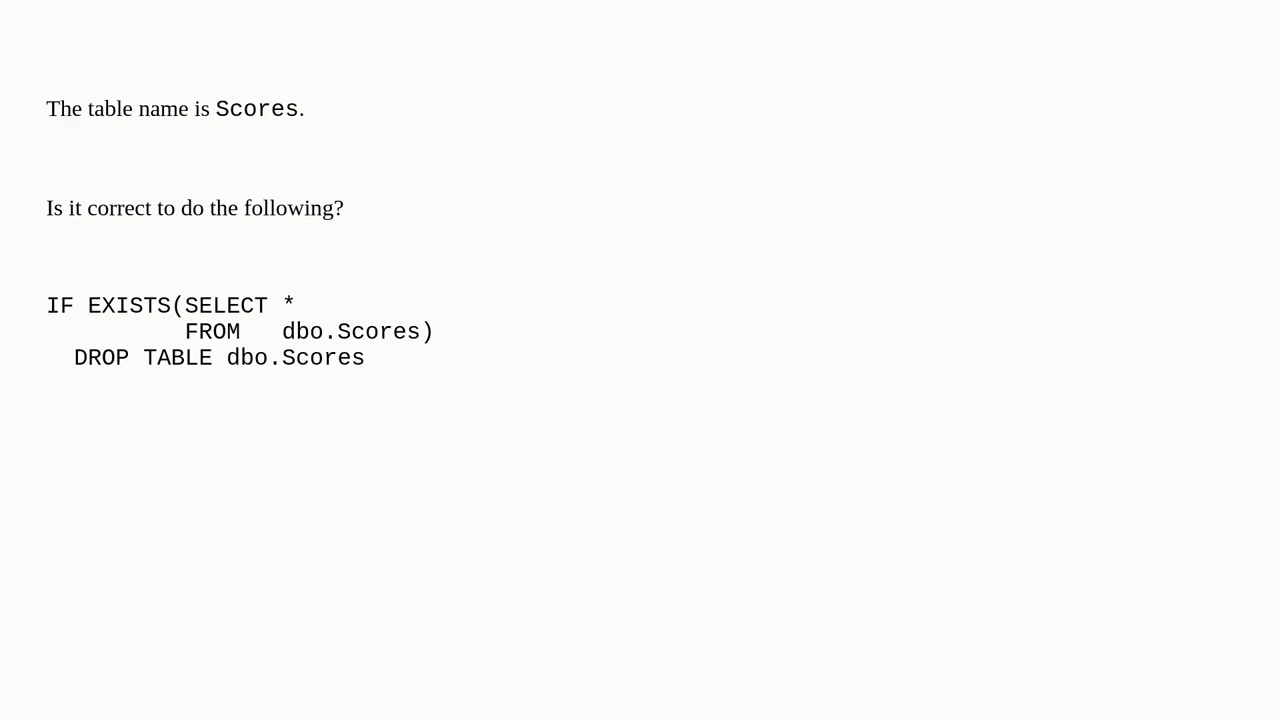 The table name is Scores.
Is it correct to do the following?
IF EXISTS(SELECT *
          FROM   dbo.Scores)
  DROP TABLE dbo.Scores